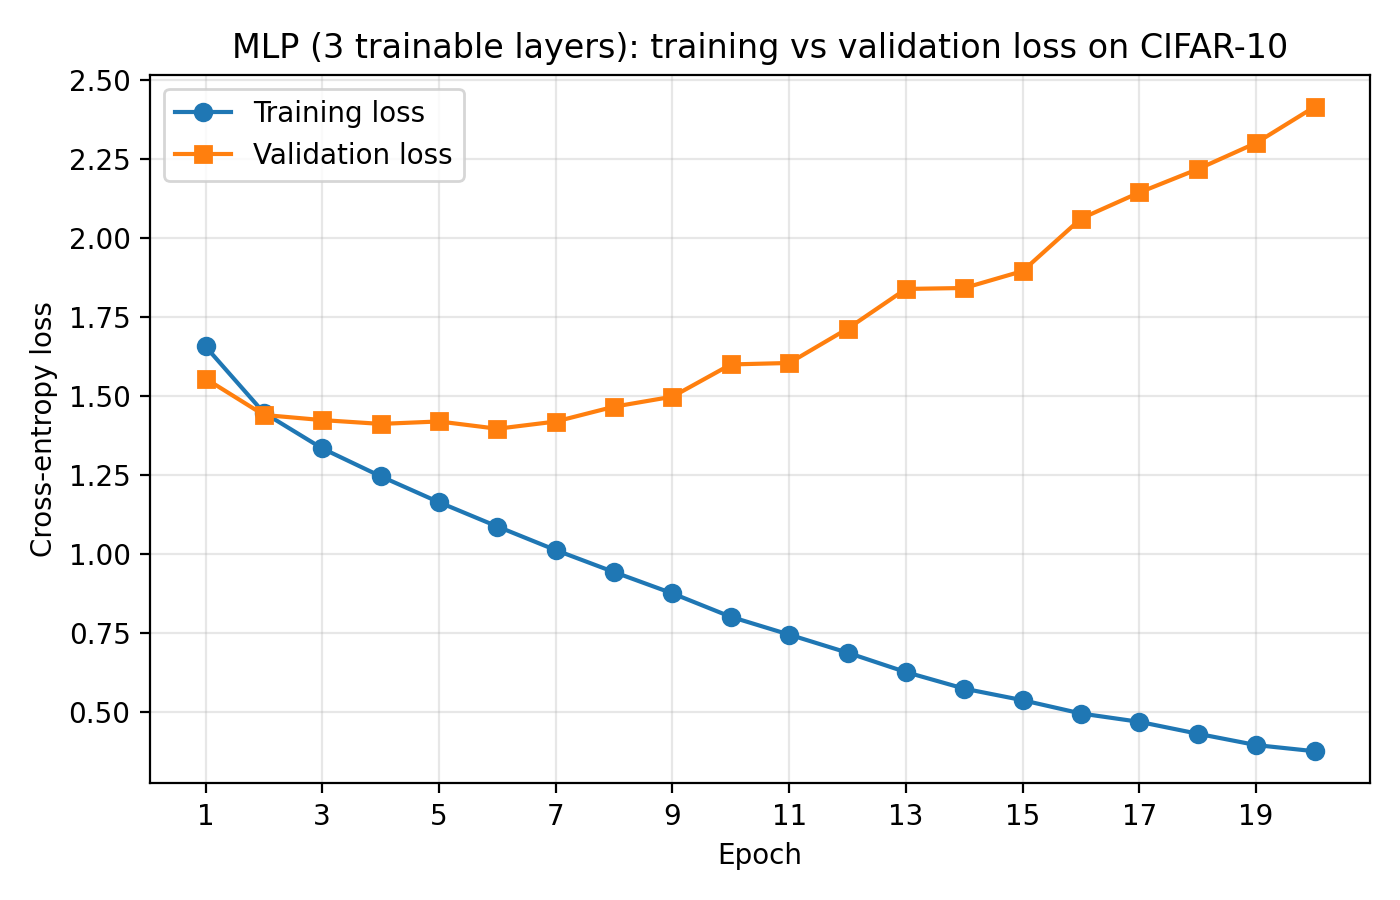 MLP (3 trainable layers): training vs validation loss on CIFAR-10
Training loss
Validation loss
2.50
2.25
2.00
1.75
1.50
1.25
1.00
0.75
0.50
Cross-entropy loss
1 3 5 7 9 11 13 15 17 19
Epoch